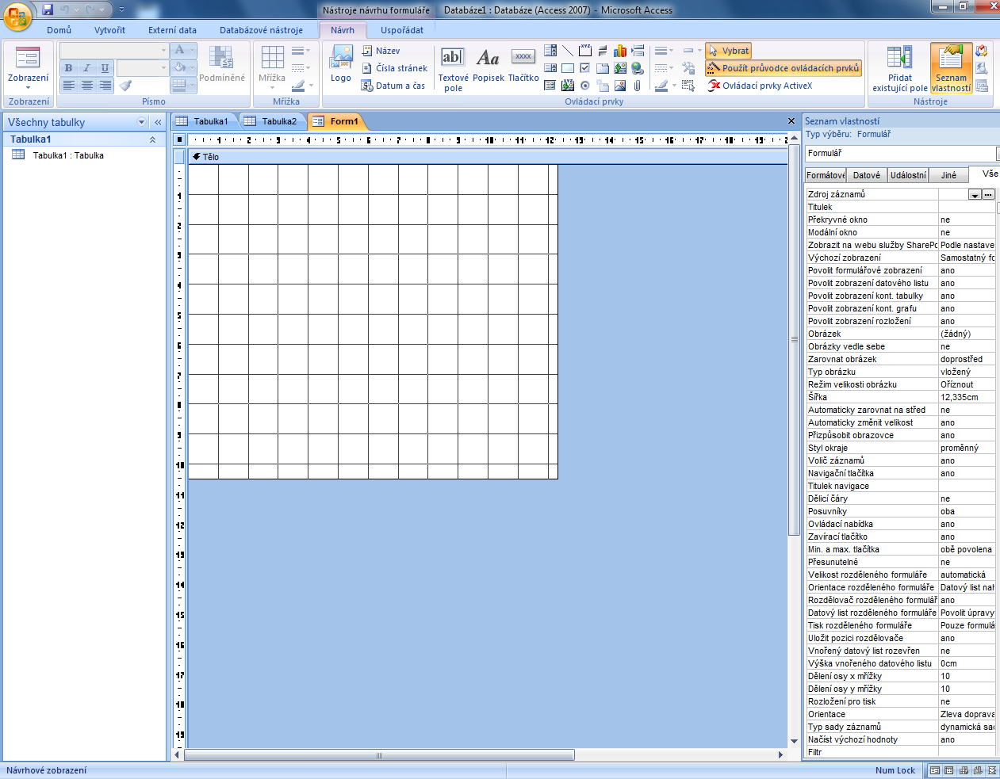 Nástroje návrhu formuláře Databáze1 : Databáze (Access 2007) - Microsoft Access
Domů Vytvořit Externí data Databázové nástroje Návrh Uspořádat
Zobrazení
Zobrazení
B I U A
Podmíněné
Písmo
Mřížka
Mřížka
Logo
Název
Čísla stránek
Datum a čas
ab|
Textové pole
Aa
Popisek
xxxx
Tlačítko
Ovládací prvky
Vybrat
Použít průvodce ovládacích prvků
Ovládací prvky ActiveX
Přidat existující pole
Seznam vlastností
Nástroje
Všechny tabulky
Tabulka1
Tabulka1 : Tabulka
Tabulka1 Tabulka2 Form1
1 2 3 4 5 6 7 8 9 10 11 12 13 14 15 16 17 18 19
Tělo
1
2
3
4
5
6
7
8
9
10
11
12
13
14
15
16
17
18
19
Seznam vlastností
Typ výběru: Formulář
Formulář
Formátové Datové Událostní Jiné Vše
Zdroj záznamů
Titulek
Překryvné okno ne
Modální okno ne
Zobrazit na webu služby SharePo Podle nastave
Výchozí zobrazení Samostatný fo
Povolit formulářové zobrazení ano
Povolit zobrazení datového listu ano
Povolit zobrazení kont. tabulky ano
Povolit zobrazení kont. grafu ano
Povolit zobrazení rozložení ano
Obrázek (žádný)
Obrázky vedle sebe ne
Zarovnat obrázek doprostřed
Typ obrázku vložený
Režim velikosti obrázku Oříznout
Šířka 12,335cm
Automaticky zarovnat na střed ne
Automaticky změnit velikost ano
Přizpůsobit obrazovce ano
Styl okraje proměnný
Volič záznamů ano
Navigační tlačítka ano
Titulek navigace
Dělicí čáry ne
Posuvníky oba
Ovládací nabídka ano
Zavírací tlačítko ano
Min. a max. tlačítka obě povolena
Přesunutelné ne
Velikost rozděleného formuláře automatická
Orientace rozděleného formuláře Datový list nah
Rozdělovač rozděleného formulář ano
Datový list rozděleného formuláře Povolit úpravy
Tisk rozděleného formuláře Pouze formulá
Uložit pozici rozdělovače ano
Vnořený datový list rozevřen ne
Výška vnořeného datového listu 0cm
Dělení osy x mřížky 10
Dělení osy y mřížky 10
Rozložení pro tisk ne
Orientace Zleva doprava
Typ sady záznamů dynamická sad
Načíst výchozí hodnoty ano
Filtr
Návrhové zobrazení Num Lock